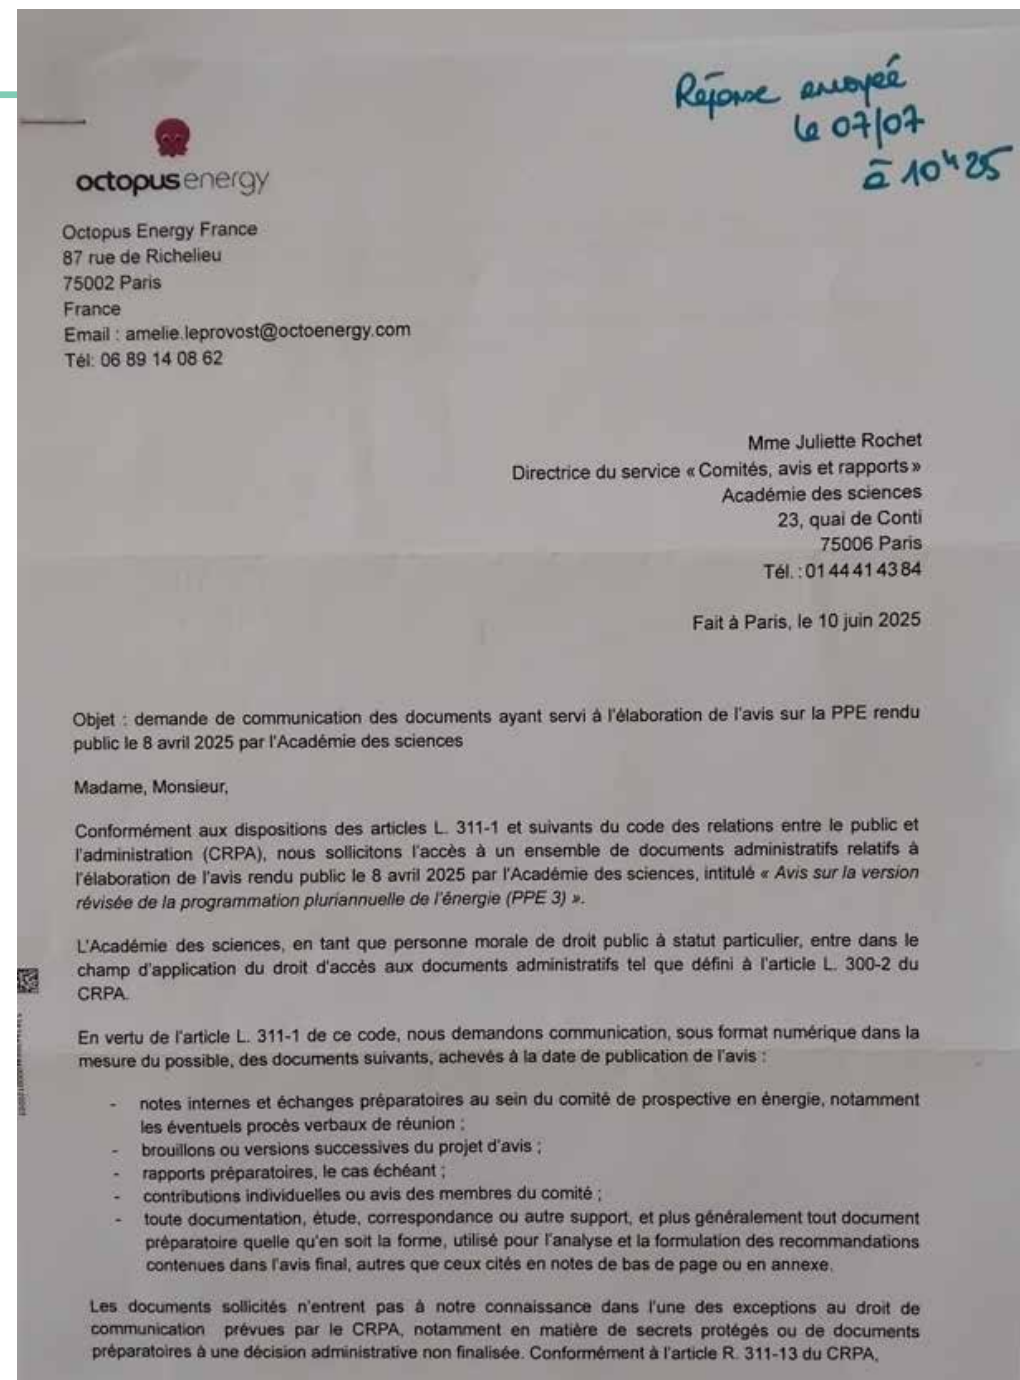 Réponse envoyée
le 07/07
à 10h25
octopusenergy
Octopus Energy France
87 rue de Richelieu
75002 Paris
France
Email : amelie.leprovost@octoenergy.com
Tél: 06 89 14 08 62
Mme Juliette Rochet
Directrice du service « Comités, avis et rapports »
Académie des sciences
23, quai de Conti
75006 Paris
Tél. : 01 44 41 43 84
Fait à Paris, le 10 juin 2025
Objet : demande de communication des documents ayant servi à l'élaboration de l'avis sur la PPE rendu
public le 8 avril 2025 par l'Académie des sciences
Madame, Monsieur,
Conformément aux dispositions des articles L. 311-1 et suivants du code des relations entre le public et
l'administration (CRPA), nous sollicitons l'accès à un ensemble de documents administratifs relatifs à
l'élaboration de l'avis rendu public le 8 avril 2025 par l'Académie des sciences, intitulé « Avis sur la version
révisée de la programmation pluriannuelle de l'énergie (PPE 3) ».
L'Académie des sciences, en tant que personne morale de droit public à statut particulier, entre dans le
champ d'application du droit d'accès aux documents administratifs tel que défini à l'article L. 300-2 du
CRPA.
En vertu de l'article L. 311-1 de ce code, nous demandons communication, sous format numérique dans la
mesure du possible, des documents suivants, achevés à la date de publication de l'avis :
- notes internes et échanges préparatoires au sein du comité de prospective en énergie, notamment
les éventuels procès verbaux de réunion ;
- brouillons ou versions successives du projet d'avis ;
- rapports préparatoires, le cas échéant ;
- contributions individuelles ou avis des membres du comité ;
- toute documentation, étude, correspondance ou autre support, et plus généralement tout document
préparatoire quelle qu'en soit la forme, utilisé pour l'analyse et la formulation des recommandations
contenues dans l'avis final, autres que ceux cités en notes de bas de page ou en annexe.
Les documents sollicités n'entrent pas à notre connaissance dans l'une des exceptions au droit de
communication prévues par le CRPA, notamment en matière de secrets protégés ou de documents
préparatoires à une décision administrative non finalisée. Conformément à l'article R. 311-13 du CRPA,